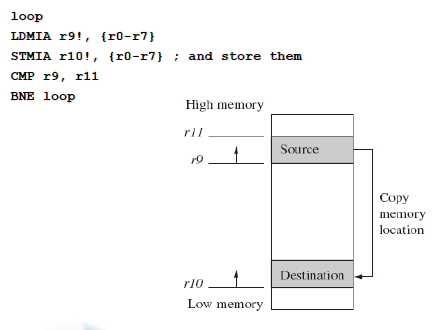 loop
LDMIA r9!, {r0-r7}
STMIA r10!, {r0-r7} ; and store them
CMP r9, r11
BNE loop
High memory
r11
Source
r9
Copy
memory
location
Destination
r10
Low memory